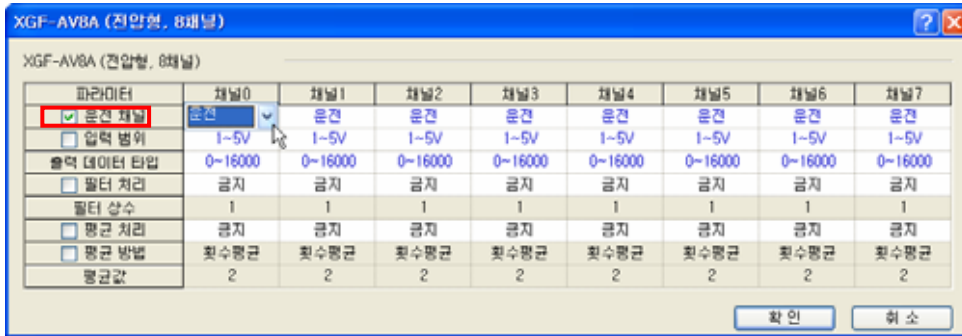 XGF-AV8A (전압형, 8채널)
XGF-AV8A (전압형, 8채널)
파라미터 채널0 채널1 채널2 채널3 채널4 채널5 채널6 채널7
운전 채널 운전 운전 운전 운전 운전 운전 운전 운전
입력 범위 1~5V 1~5V 1~5V 1~5V 1~5V 1~5V 1~5V 1~5V
출력 데이터 타입 0~16000 0~16000 0~16000 0~16000 0~16000 0~16000 0~16000 0~16000
필터 처리 금지 금지 금지 금지 금지 금지 금지 금지
필터 상수 1 1 1 1 1 1 1 1
평균 처리 금지 금지 금지 금지 금지 금지 금지 금지
평균 방법 횟수평균 횟수평균 횟수평균 횟수평균 횟수평균 횟수평균 횟수평균 횟수평균
평균값 2 2 2 2 2 2 2 2
확인 취소